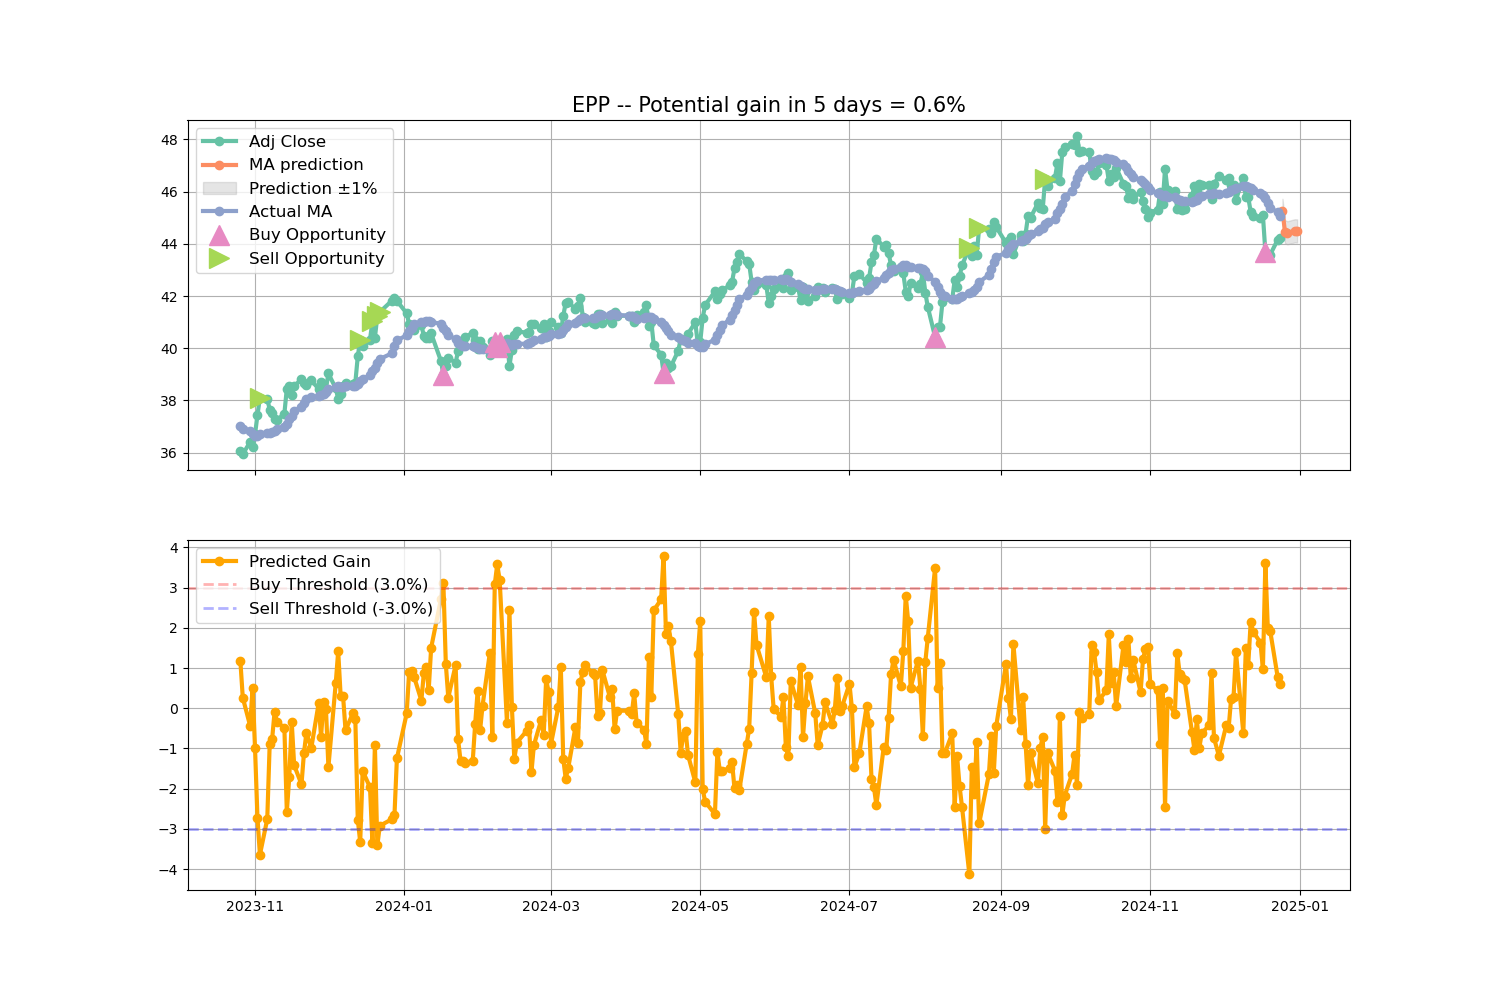 EPP -- Potential gain in 5 days = 0.6%
48
46
44
42
40
38
36
Adj Close
MA prediction
Prediction ±1%
Actual MA
Buy Opportunity
Sell Opportunity
4
3
2
1
0
−1
−2
−3
−4
Predicted Gain
Buy Threshold (3.0%)
Sell Threshold (-3.0%)
2023-11
2024-01
2024-03
2024-05
2024-07
2024-09
2024-11
2025-01